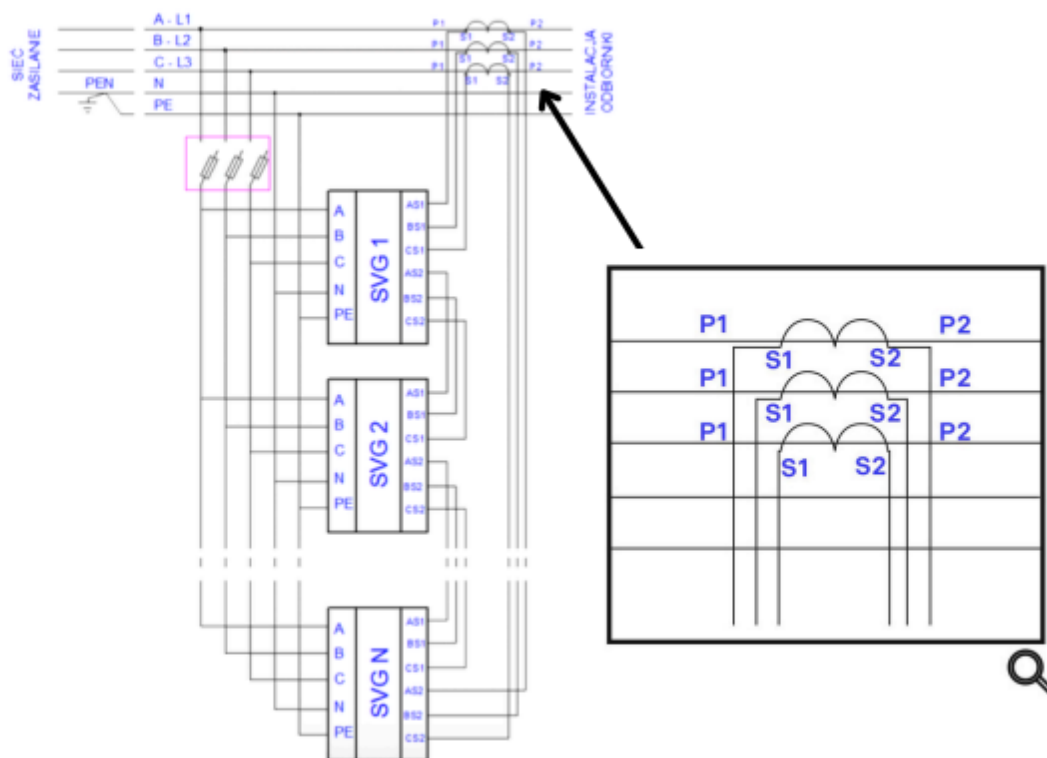 SIEĆ
ZASILANIE
A - L1
B - L2
C - L3
PEN
N
PE
P1 P2
S1 S2
P1 P2
S1 S2
P1 P2
S1 S2
INSTALACJA
ODBIORNIKI
A
B
C
N
PE
SVG 1
AS1
BS1
CS1
AS2
BS2
CS2
A
B
C
N
PE
SVG 2
AS1
BS1
CS1
AS2
BS2
CS2
A
B
C
N
PE
SVG N
AS1
BS1
CS1
AS2
BS2
CS2
P1 P2
S1 S2
P1 P2
S1 S2
P1 P2
S1 S2